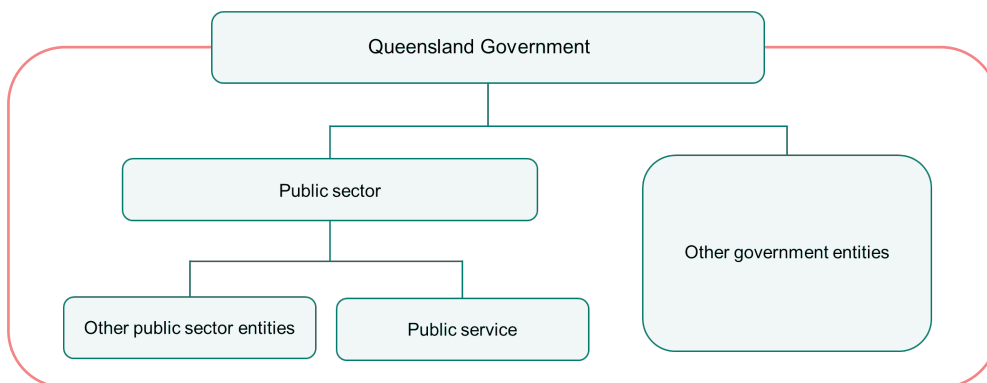 Queensland Government
Public sector
Other government entities
Other public sector entities
Public service